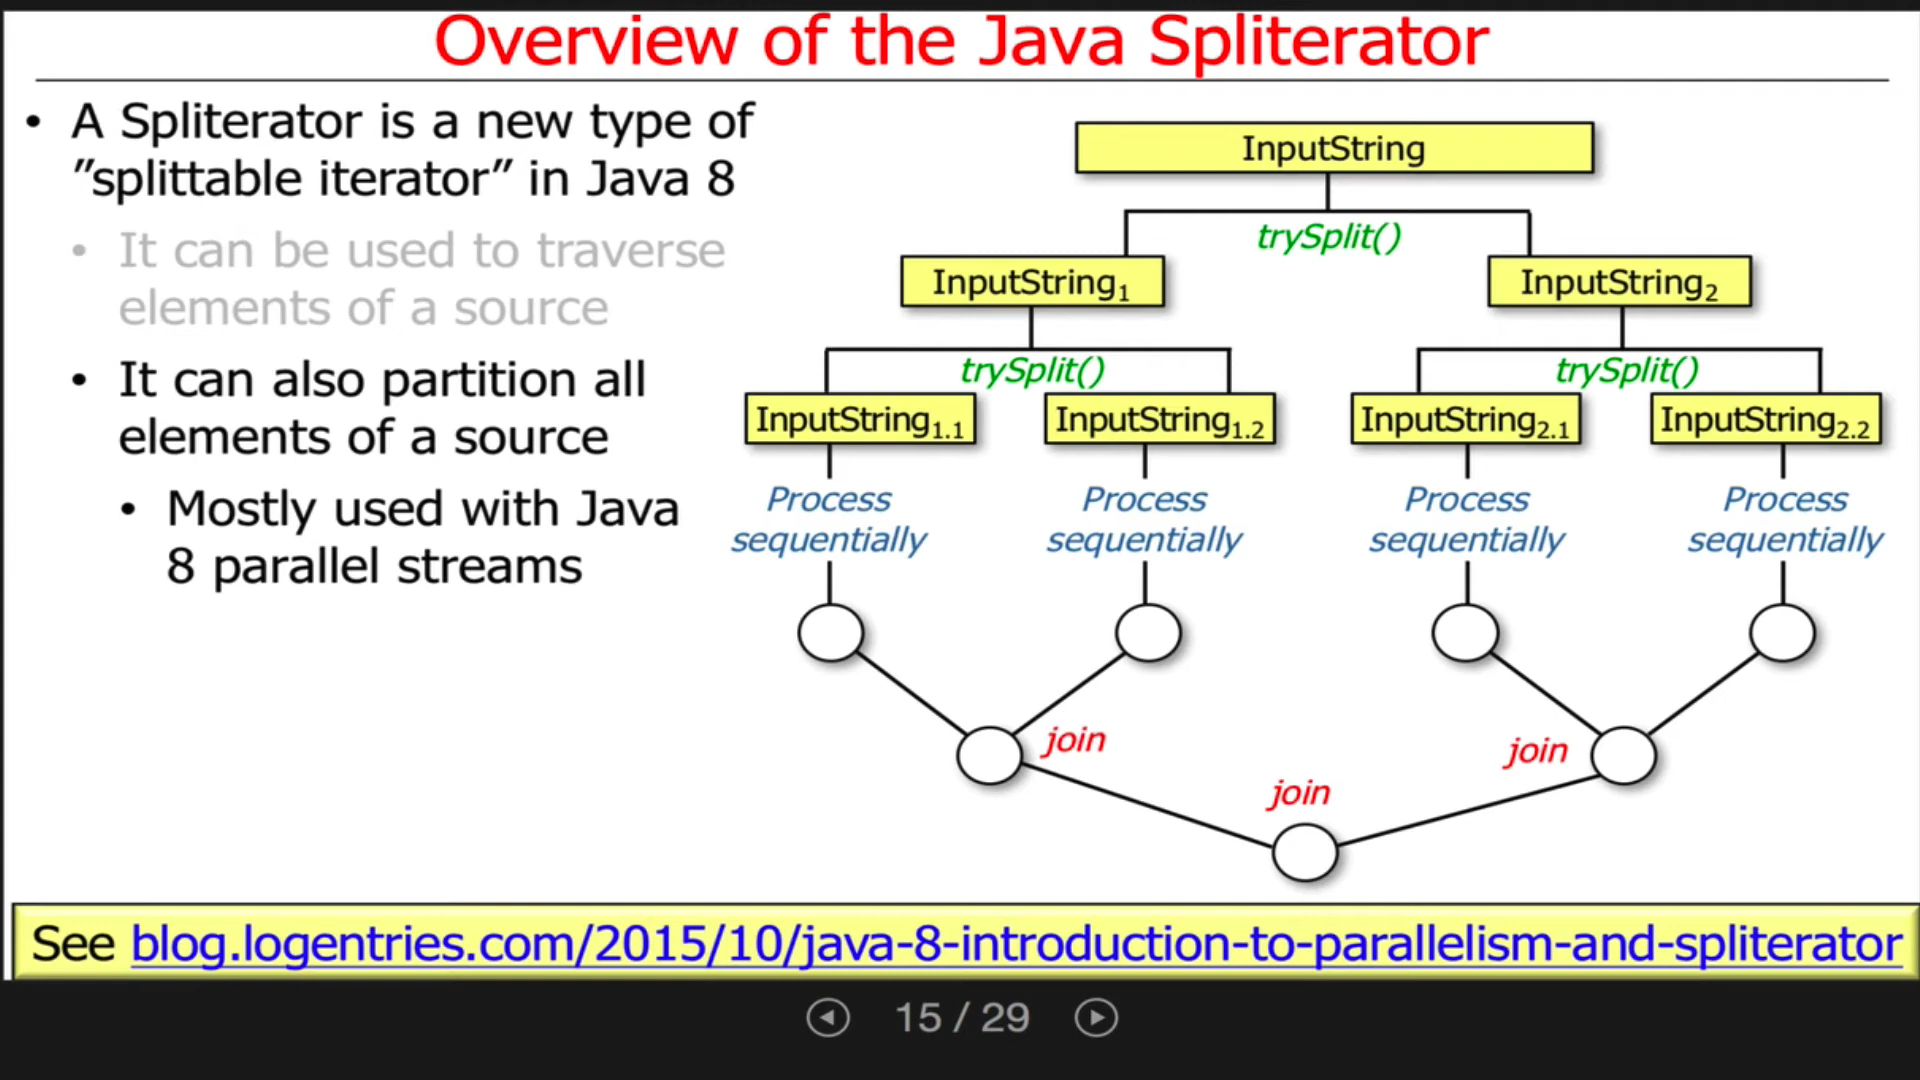 Overview of the Java Spliterator
• A Spliterator is a new type of
”splittable iterator” in Java 8
• It can be used to traverse
elements of a source
• It can also partition all
elements of a source
• Mostly used with Java
8 parallel streams
InputString
trySplit()
InputString1
InputString2
trySplit()
trySplit()
InputString1.1
InputString1.2
InputString2.1
InputString2.2
Process
sequentially
Process
sequentially
Process
sequentially
Process
sequentially
join
join
join
See blog.logentries.com/2015/10/java-8-introduction-to-parallelism-and-spliterator
15 / 29